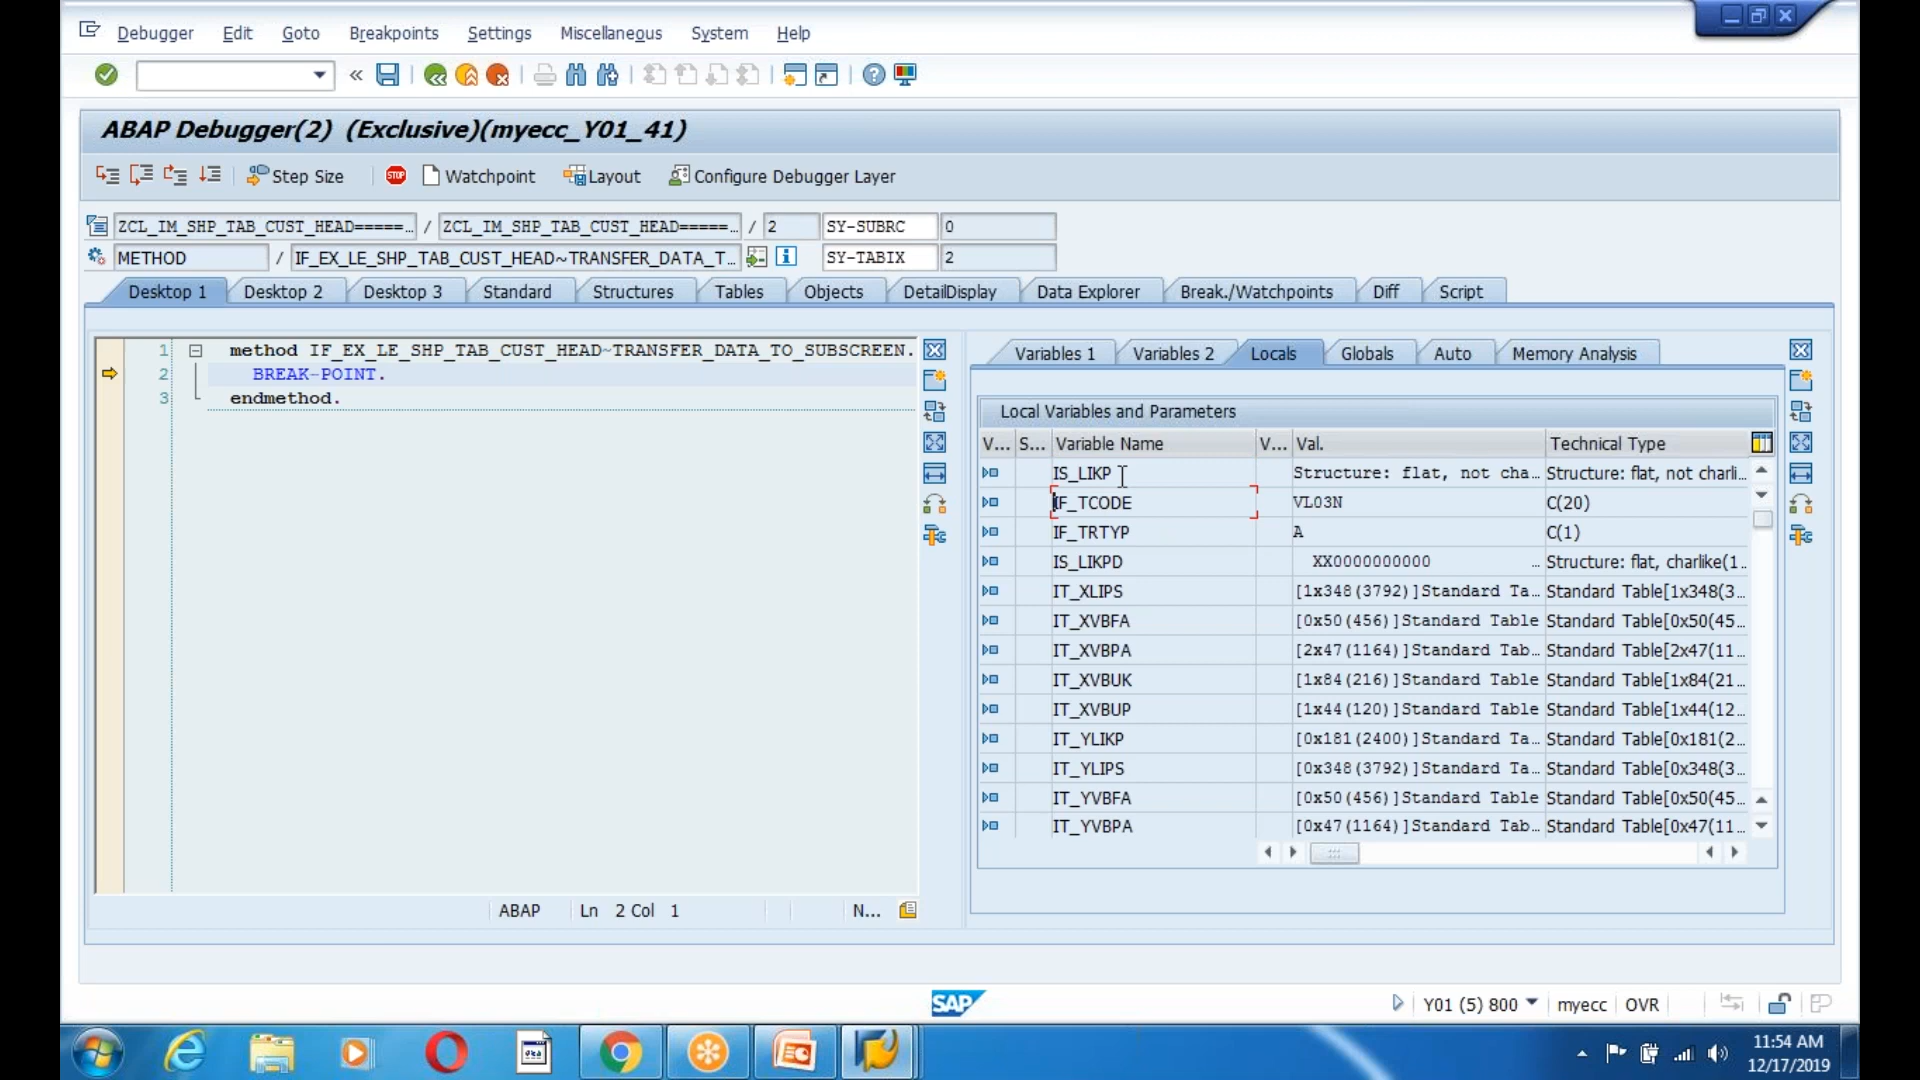 Debugger Edit Goto Breakpoints Settings Miscellaneous System Help
ABAP Debugger(2) (Exclusive)(myecc_Y01_41)
Step Size STOP Watchpoint Layout Configure Debugger Layer
ZCL_IM_SHP_TAB_CUST_HEAD=====... / ZCL_IM_SHP_TAB_CUST_HEAD=====... / 2 SY-SUBRC 0
METHOD / IF_EX_LE_SHP_TAB_CUST_HEAD~TRANSFER_DATA_T... SY-TABIX 2
Desktop 1 Desktop 2 Desktop 3 Standard Structures Tables Objects DetailDisplay Data Explorer Break./Watchpoints Diff Script
1 method IF_EX_LE_SHP_TAB_CUST_HEAD~TRANSFER_DATA_TO_SUBSCREEN.
2 BREAK-POINT.
3 endmethod.
ABAP Ln 2 Col 1 N...
Variables 1 Variables 2 Locals Globals Auto Memory Analysis
Local Variables and Parameters
V... S... Variable Name V... Val. Technical Type
IS_LIKP Structure: flat, not cha... Structure: flat, not charli...
IF_TCODE VL03N C(20)
IF_TRTYP A C(1)
IS_LIKPD XX0000000000 ... Structure: flat, charlike(1...
IT_XLIPS [1x348(3792)]Standard Ta... Standard Table[1x348(3...
IT_XVBFA [0x50(456)]Standard Table Standard Table[0x50(45...
IT_XVBPA [2x47(1164)]Standard Tab... Standard Table[2x47(11...
IT_XVBUK [1x84(216)]Standard Table Standard Table[1x84(21...
IT_XVBUP [1x44(120)]Standard Table Standard Table[1x44(12...
IT_YLIKP [0x181(2400)]Standard Ta... Standard Table[0x181(2...
IT_YLIPS [0x348(3792)]Standard Ta... Standard Table[0x348(3...
IT_YVBFA [0x50(456)]Standard Table Standard Table[0x50(45...
IT_YVBPA [0x47(1164)]Standard Tab... Standard Table[0x47(11...
SAP Y01 (5) 800 myecc OVR
11:54 AM
12/17/2019